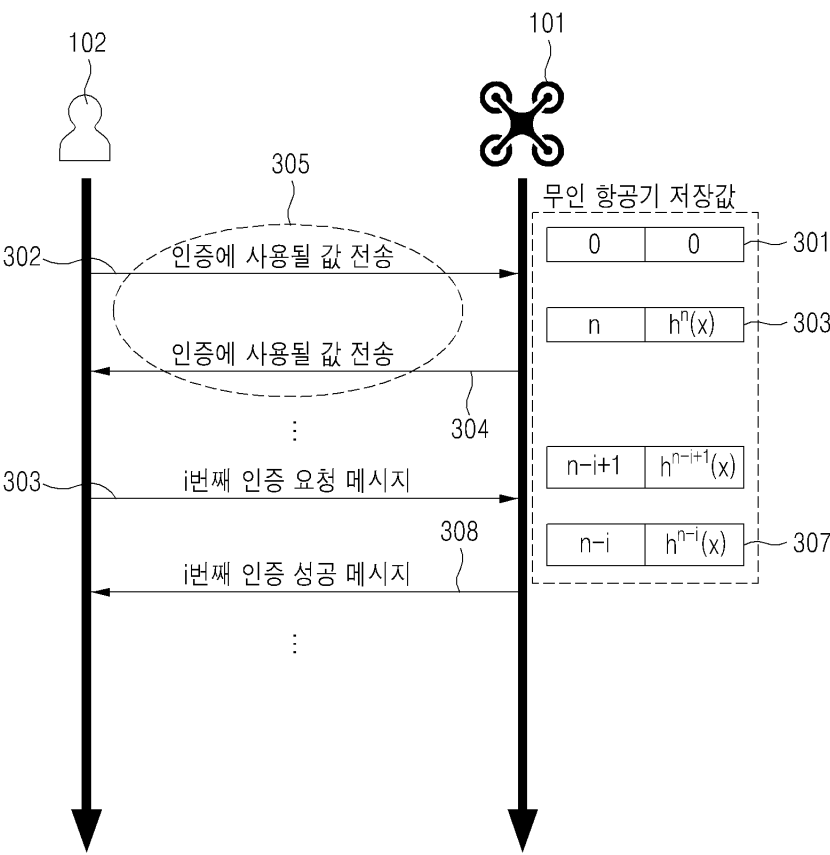 101
102
305
무인 항공기 저장값
302
인증에 사용될 값 전송
0 0
301
n hⁿ(x)
303
인증에 사용될 값 전송
304
⋮
n-i+1 hⁿ⁻ⁱ⁺¹(x)
303
i번째 인증 요청 메시지
308
n-i hⁿ⁻ⁱ(x)
307
i번째 인증 성공 메시지
⋮